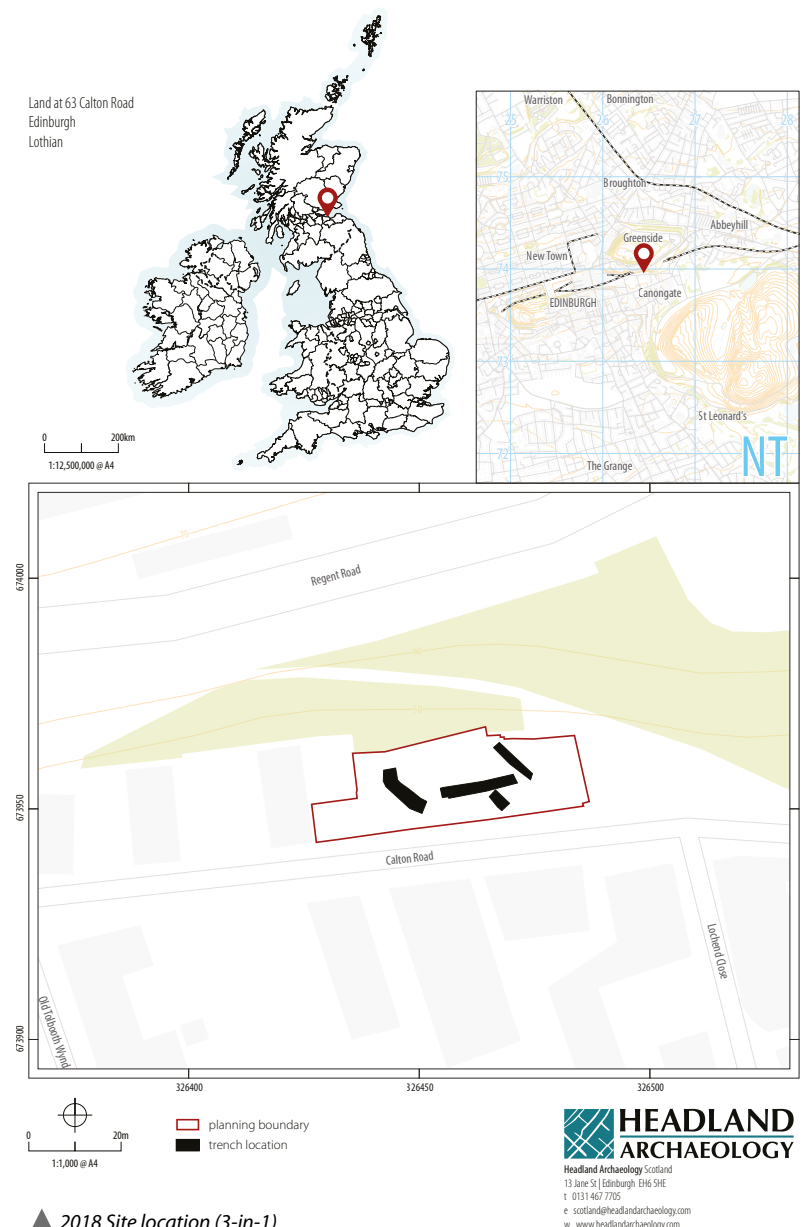 Land at 63 Calton Road
Edinburgh
Lothian
0 200km
1:12,500,000 @ A4
Warriston
Bonnington
25 26 27 28
75
Broughton
Abbeyhill
Greenside
New Town
74
EDINBURGH
Canongate
73
St Leonard's
72
The Grange
NT
674000
673950
673900
70
Regent Road
60
50
Calton Road
Lochend Close
Old Tolbooth Wynd
326400 326450 326500
0 20m
1:1,000 @ A4
planning boundary
trench location
HEADLAND
ARCHAEOLOGY
Headland Archaeology Scotland
13 Jane St | Edinburgh EH6 5HE
t 0131 467 7705
e scotland@headlandarchaeology.com
w www.headlandarchaeology.com
2018 Site location (3-in-1)